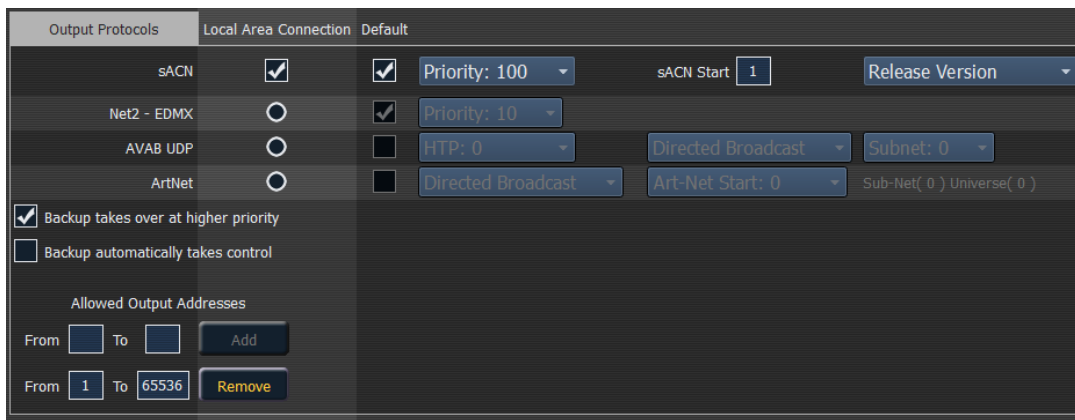 Output Protocols Local Area Connection Default
sACN Priority: 100 sACN Start 1 Release Version
Net2 - EDMX Priority: 10
AVAB UDP HTP: 0 Directed Broadcast Subnet: 0
ArtNet Directed Broadcast Art-Net Start: 0 Sub-Net( 0 ) Universe( 0 )
Backup takes over at higher priority
Backup automatically takes control
Allowed Output Addresses
From To Add
From 1 To 65536 Remove